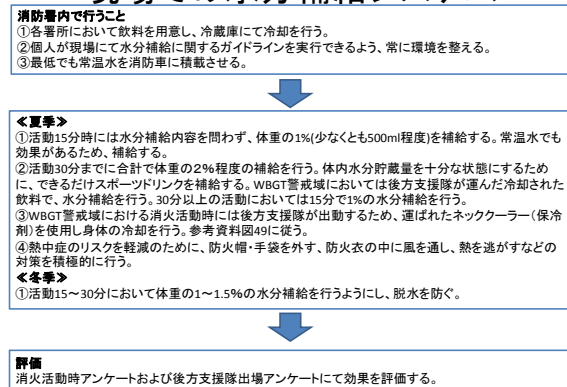 消防署内で行うこと
①各署所において飲料を用意し、冷蔵庫にて冷却を行う。
②個人が現場にて水分補給に関するガイドラインを実行できるよう、常に環境を整える。
③最低でも常温水を消防車に積載させる。
≪夏季≫
①活動15分時には水分補給内容を問わず、体重の1%(少なくとも500ml程度)を補給する。常温水でも
効果があるため、補給する。
②活動30分までに合計で体重の2%程度の補給を行う。体内水分貯蔵量を十分な状態にするため
に、できるだけスポーツドリンクを補給する。WBGT警戒域においては後方支援隊が運んだ冷却された
飲料で、水分補給を行う。30分以上の活動においては15分で1%の水分補給を行う。
③WBGT警戒域における消火活動時には後方支援隊が出動するため、運ばれたネッククーラー(保冷
剤)を使用し身体の冷却を行う。参考資料図49に従う。
④熱中症のリスクを軽減のために、防火帽・手袋を外す、防火衣の中に風を通し、熱を逃がすなどの
対策を積極的に行う。
≪冬季≫
①活動15~30分において体重の1~1.5%の水分補給を行うようにし、脱水を防ぐ。
評価
消火活動時アンケートおよび後方支援隊出場アンケートにて効果を評価する。